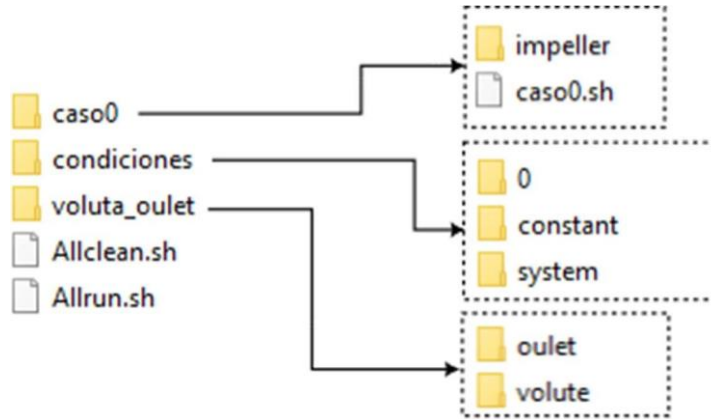 caso0
condiciones
voluta_oulet
Allclean.sh
Allrun.sh
impeller
caso0.sh
0
constant
system
oulet
volute